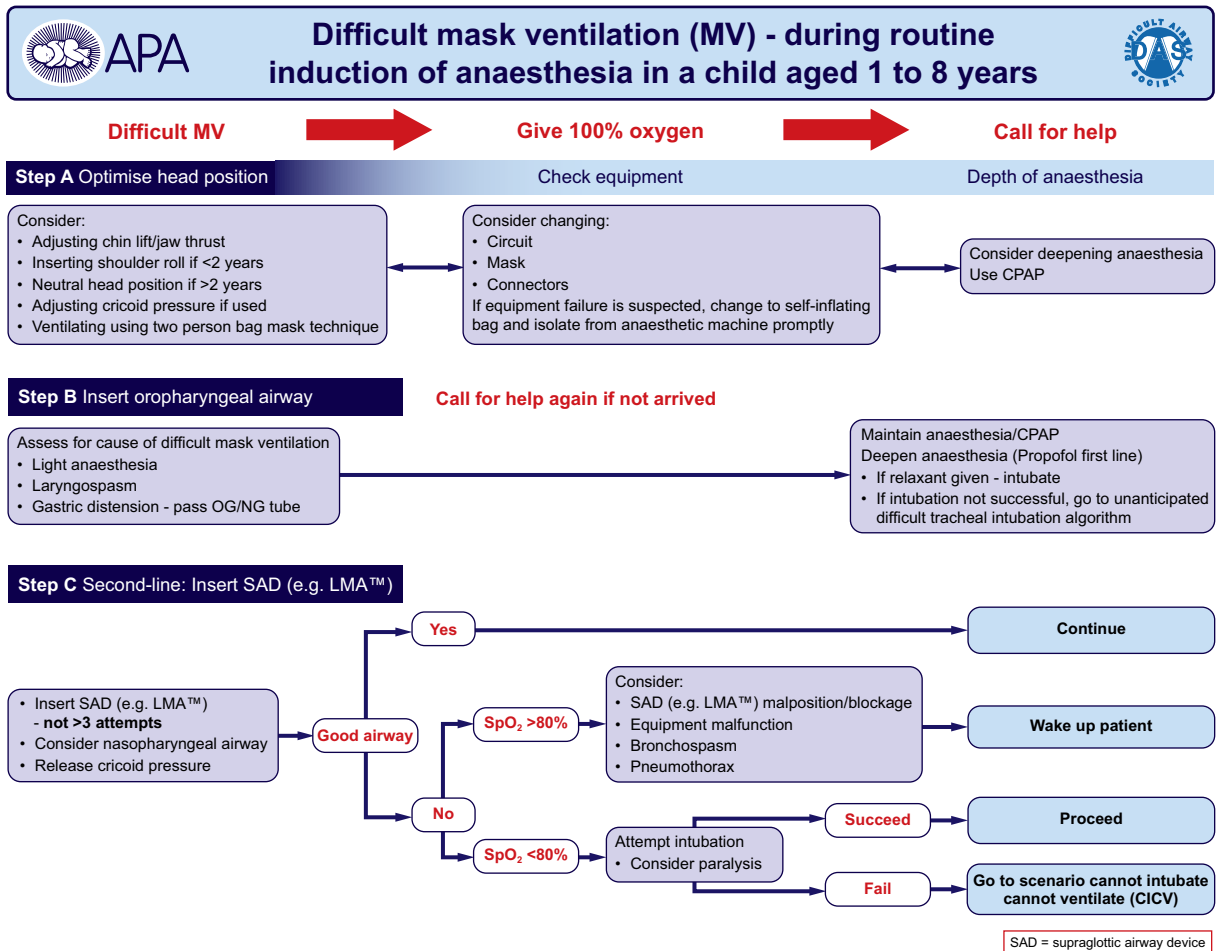 APA
Difficult mask ventilation (MV) - during routine
induction of anaesthesia in a child aged 1 to 8 years
DIFFICULT AIRWAY
DAS
SOCIETY
Difficult MV
Give 100% oxygen
Call for help
Step A Optimise head position
Check equipment
Depth of anaesthesia
Consider:
• Adjusting chin lift/jaw thrust
• Inserting shoulder roll if <2 years
• Neutral head position if >2 years
• Adjusting cricoid pressure if used
• Ventilating using two person bag mask technique
Consider changing:
• Circuit
• Mask
• Connectors
If equipment failure is suspected, change to self-inflating
bag and isolate from anaesthetic machine promptly
Consider deepening anaesthesia
Use CPAP
Step B Insert oropharyngeal airway
Call for help again if not arrived
Assess for cause of difficult mask ventilation
• Light anaesthesia
• Laryngospasm
• Gastric distension - pass OG/NG tube
Maintain anaesthesia/CPAP
Deepen anaesthesia (Propofol first line)
• If relaxant given - intubate
• If intubation not successful, go to unanticipated
difficult tracheal intubation algorithm
Step C Second-line: Insert SAD (e.g. LMA™)
• Insert SAD (e.g. LMA™)
- not >3 attempts
• Consider nasopharyngeal airway
• Release cricoid pressure
Good airway
Yes
Continue
No
SpO₂ >80%
Consider:
• SAD (e.g. LMA™) malposition/blockage
• Equipment malfunction
• Bronchospasm
• Pneumothorax
Wake up patient
SpO₂ <80%
Attempt intubation
• Consider paralysis
Succeed
Proceed
Fail
Go to scenario cannot intubate
cannot ventilate (CICV)
SAD = supraglottic airway device